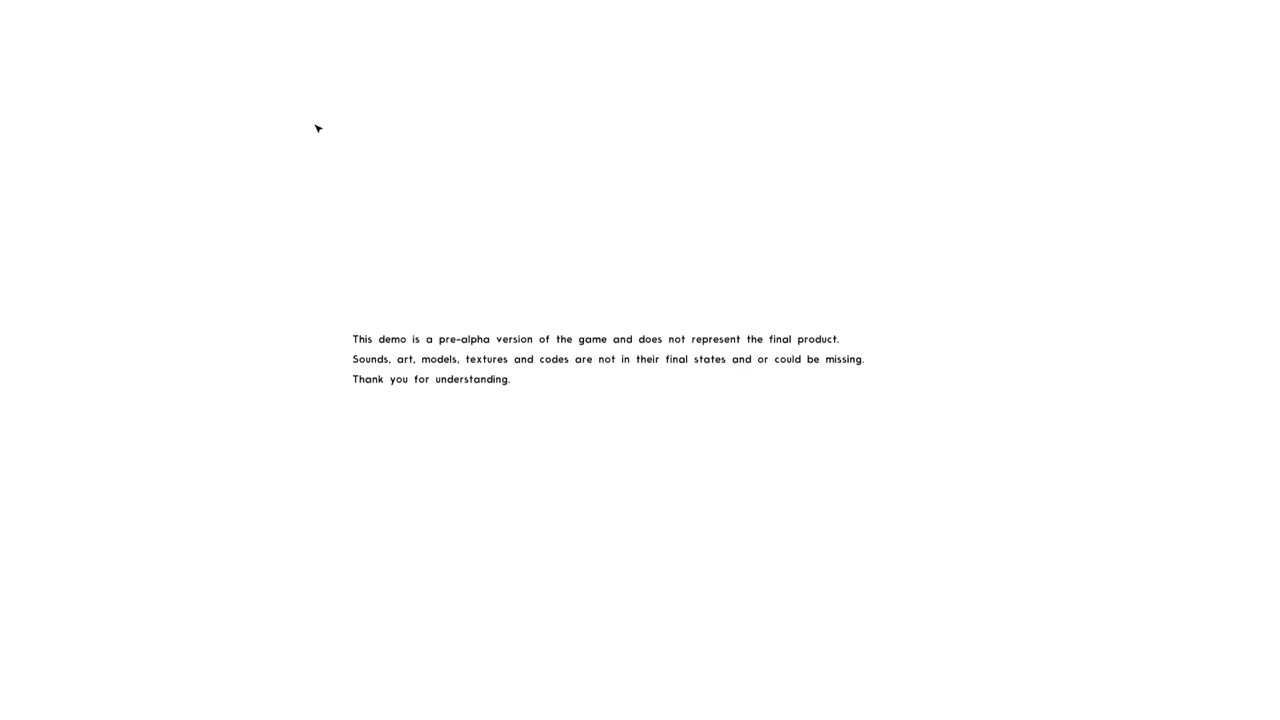 This demo is a pre-alpha version of the game and does not represent the final product.
Sounds, art, models, textures and codes are not in their final states and or could be missing.
Thank you for understanding.